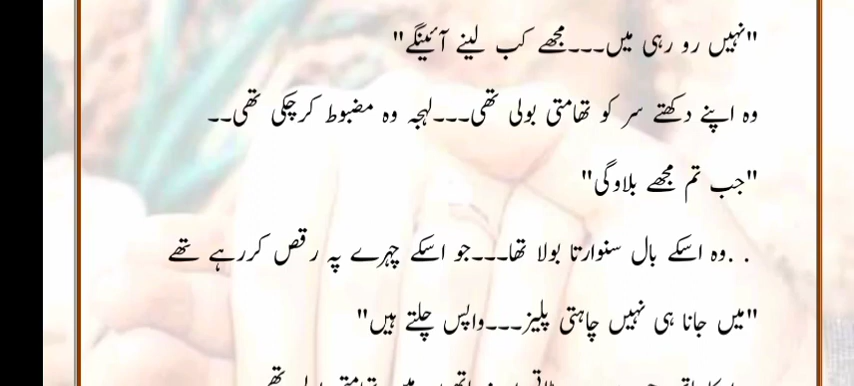 "نہیں رو رہی میں۔۔۔مجھے کب لینے آئینگے"
وہ اپنے دکھتے سر کو تھامتی بولی تھی۔۔۔لہجہ وہ مضبوط کرچکی تھی۔۔
"جب تم مجھے بلاوگی"
. .وہ اسکے بال سنوارتا بولا تھا۔۔۔جو اسکے چہرے پہ رقص کررہے تھے
"میں جانا ہی نہیں چاہتی پلیز۔۔۔واپس چلتے ہیں"